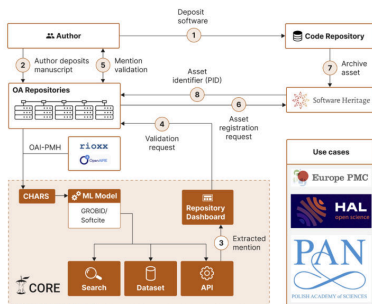 Deposit
software
1
Author
Code Repository
2
Author deposits
manuscript
5
Mention
validation
7
Archive
asset
Asset
identifier (PID)
8
OA Repositories
Software Heritage
6
Asset
registration
request
4
Validation
request
OAI-PMH
rioxx
OpenAIRE
Use cases
Europe PMC
HAL
open science
PAN
POLISH ACADEMY OF SCIENCES
CHARS
ML Model
GROBID/
Softcite
Repository
Dashboard
3
Extracted
mention
CORE
Search
Dataset
API